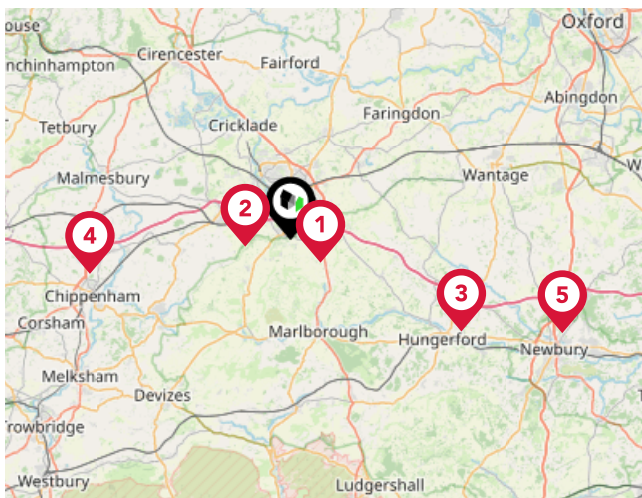 ouse
Oxford
Cirencester
nchinhampton
Fairford
Abingdon
Faringdon
Tetbury
Cricklade
W
Malmesbury
Wantage
2
1
4
3
5
Chippenham
Corsham
Marlborough
Hungerford
Newbury
Melksham
Devizes
T
Trowbridge
Westbury
Ludgershall